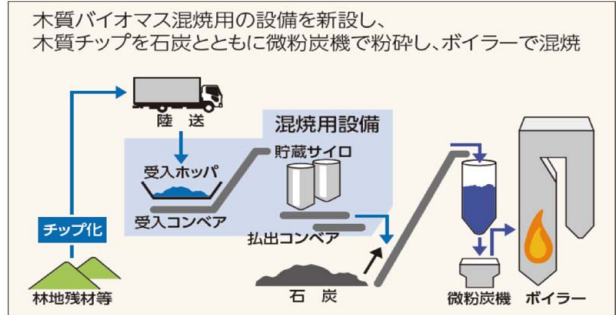 木質バイオマス混焼用の設備を新設し、
木質チップを石炭とともに微粉炭機で粉砕し、ボイラーで混焼
陸送
混焼用設備
受入ホッパ
貯蔵サイロ
受入コンベア
チップ化
払出コンベア
林地残材等
石炭
微粉炭機
ボイラー